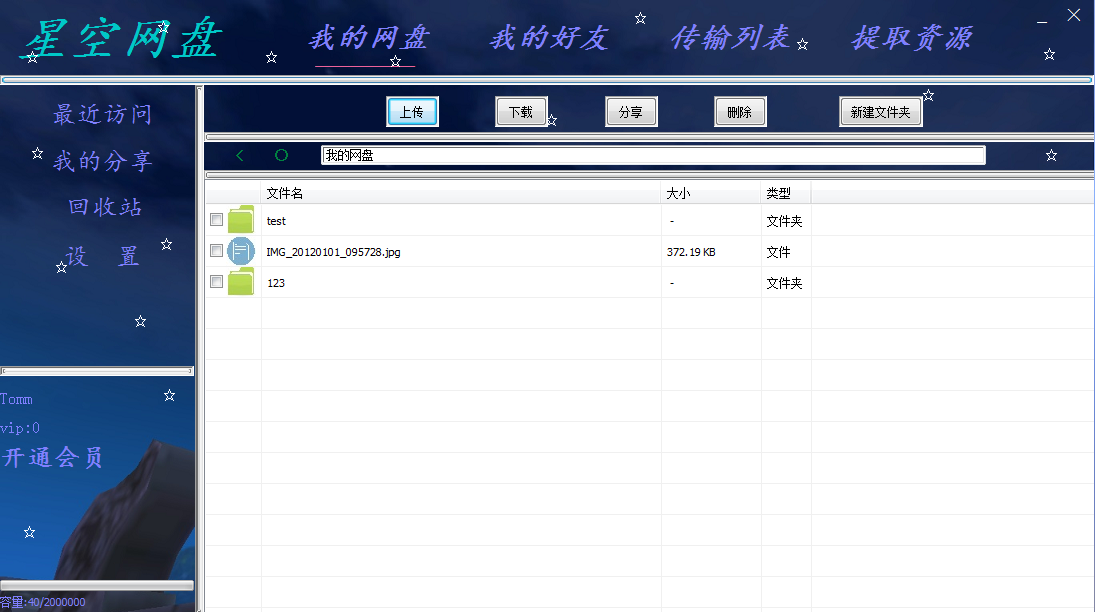 星空网盘
我的网盘 我的好友 传输列表 提取资源
最近访问
我的分享
回收站
设 置
上传 下载 分享 删除 新建文件夹
我的网盘
文件名 大小 类型
test - 文件夹
IMG_20120101_095728.jpg 372.19 KB 文件
123 - 文件夹
Tomm
vip:0
开通会员
容量:40/2000000